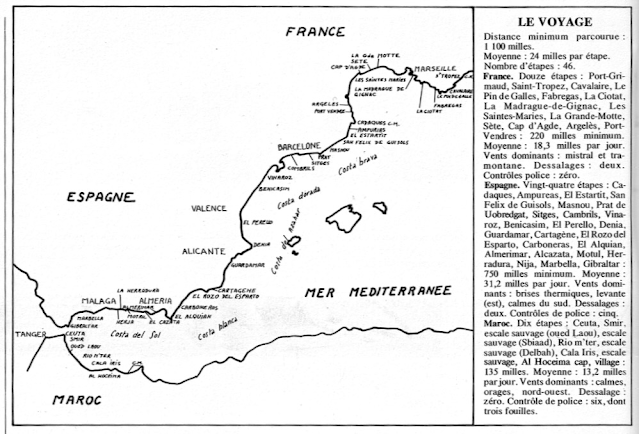 FRANCE
LA Gde MOTTE
SETE
CAP D'AGDE
MARSEILLE
LES SAINTES MARIES
LA MADRAGUE DE
GIGNAC
CAVALAIRE
LA CIOTAT
FABREGAS
ARGELES
PORT VENDRES
CADAQUES
AMPURIES
EL ESTARTIT
SAN FELIX DE GUISOLS
BARCELONE
MASNOU
PRAT
SITGES
CAMBRILS
Costa brava
VINAROZ
BENICASIM
Costa dorada
ESPAGNE
VALENCE
EL PERELLO
Costa del azahar
DENIA
ALICANTE
GUARDAMAR
CARTAGENE
EL ROZO DEL ESPARTO
MER MEDITERRANEE
LA HERRADURA
MALAGA
ALMERIA
ALMERIMAR
CARBONERAS
MOTRIL
EL ALQUIAN
MARBELLA
NERJA
EL CAZATA
GIBRALTAR
Costa del Sol
Costa blanca
TANGER
CEUTA
SMIR
OUED LAOU
RIO M'TER
CALA IRIS
AL HOCEIMA
MAROC
LE VOYAGE
Distance minimum parcourue :
1 100 milles.
Moyenne : 24 milles par étape.
Nombre d'étapes : 46.
France. Douze étapes : Port-Gri-
maud, Saint-Tropez, Cavalaire, Le
Pin de Galles, Fabregas, La Ciotat,
La Madrague-de-Gignac, Les
Saintes-Maries, La Grande-Motte,
Sète, Cap d'Agde, Argelès, Port-
Vendres : 220 milles minimum.
Moyenne : 18,3 milles par jour.
Vents dominants : mistral et tra-
montane. Dessalages : deux.
Contrôles police : zéro.
Espagne. Vingt-quatre étapes : Ca-
daques, Ampureas, El Estartit, San
Felix de Guisols, Masnou, Prat de
Uobregat, Sitges, Cambrils, Vina-
roz, Benicasim, El Perello, Denia,
Guardamar, Cartagène, El Rozo del
Esparto, Carboneras, El Alquian,
Almerimar, Alcazata, Motul, Her-
radura, Nija, Marbella, Gibraltar :
750 milles minimum. Moyenne :
31,2 milles par jour. Vents domi-
nants : brises thermiques, levante
(est), calmes du sud. Dessalages :
deux. Contrôles de police : cinq.
Maroc. Dix étapes : Ceuta, Smir,
escale sauvage (oued Laou), escale
sauvage (Sbiaad), Rio m'ter, escale
sauvage (Delbah), Cala Iris, escale
sauvage, Al Hoceima cap, village :
135 milles. Moyenne : 13,2 milles
par jour. Vents dominants : calmes,
orages, nord-ouest. Dessalage :
zéro. Contrôle de police : six, dont
trois fouilles.